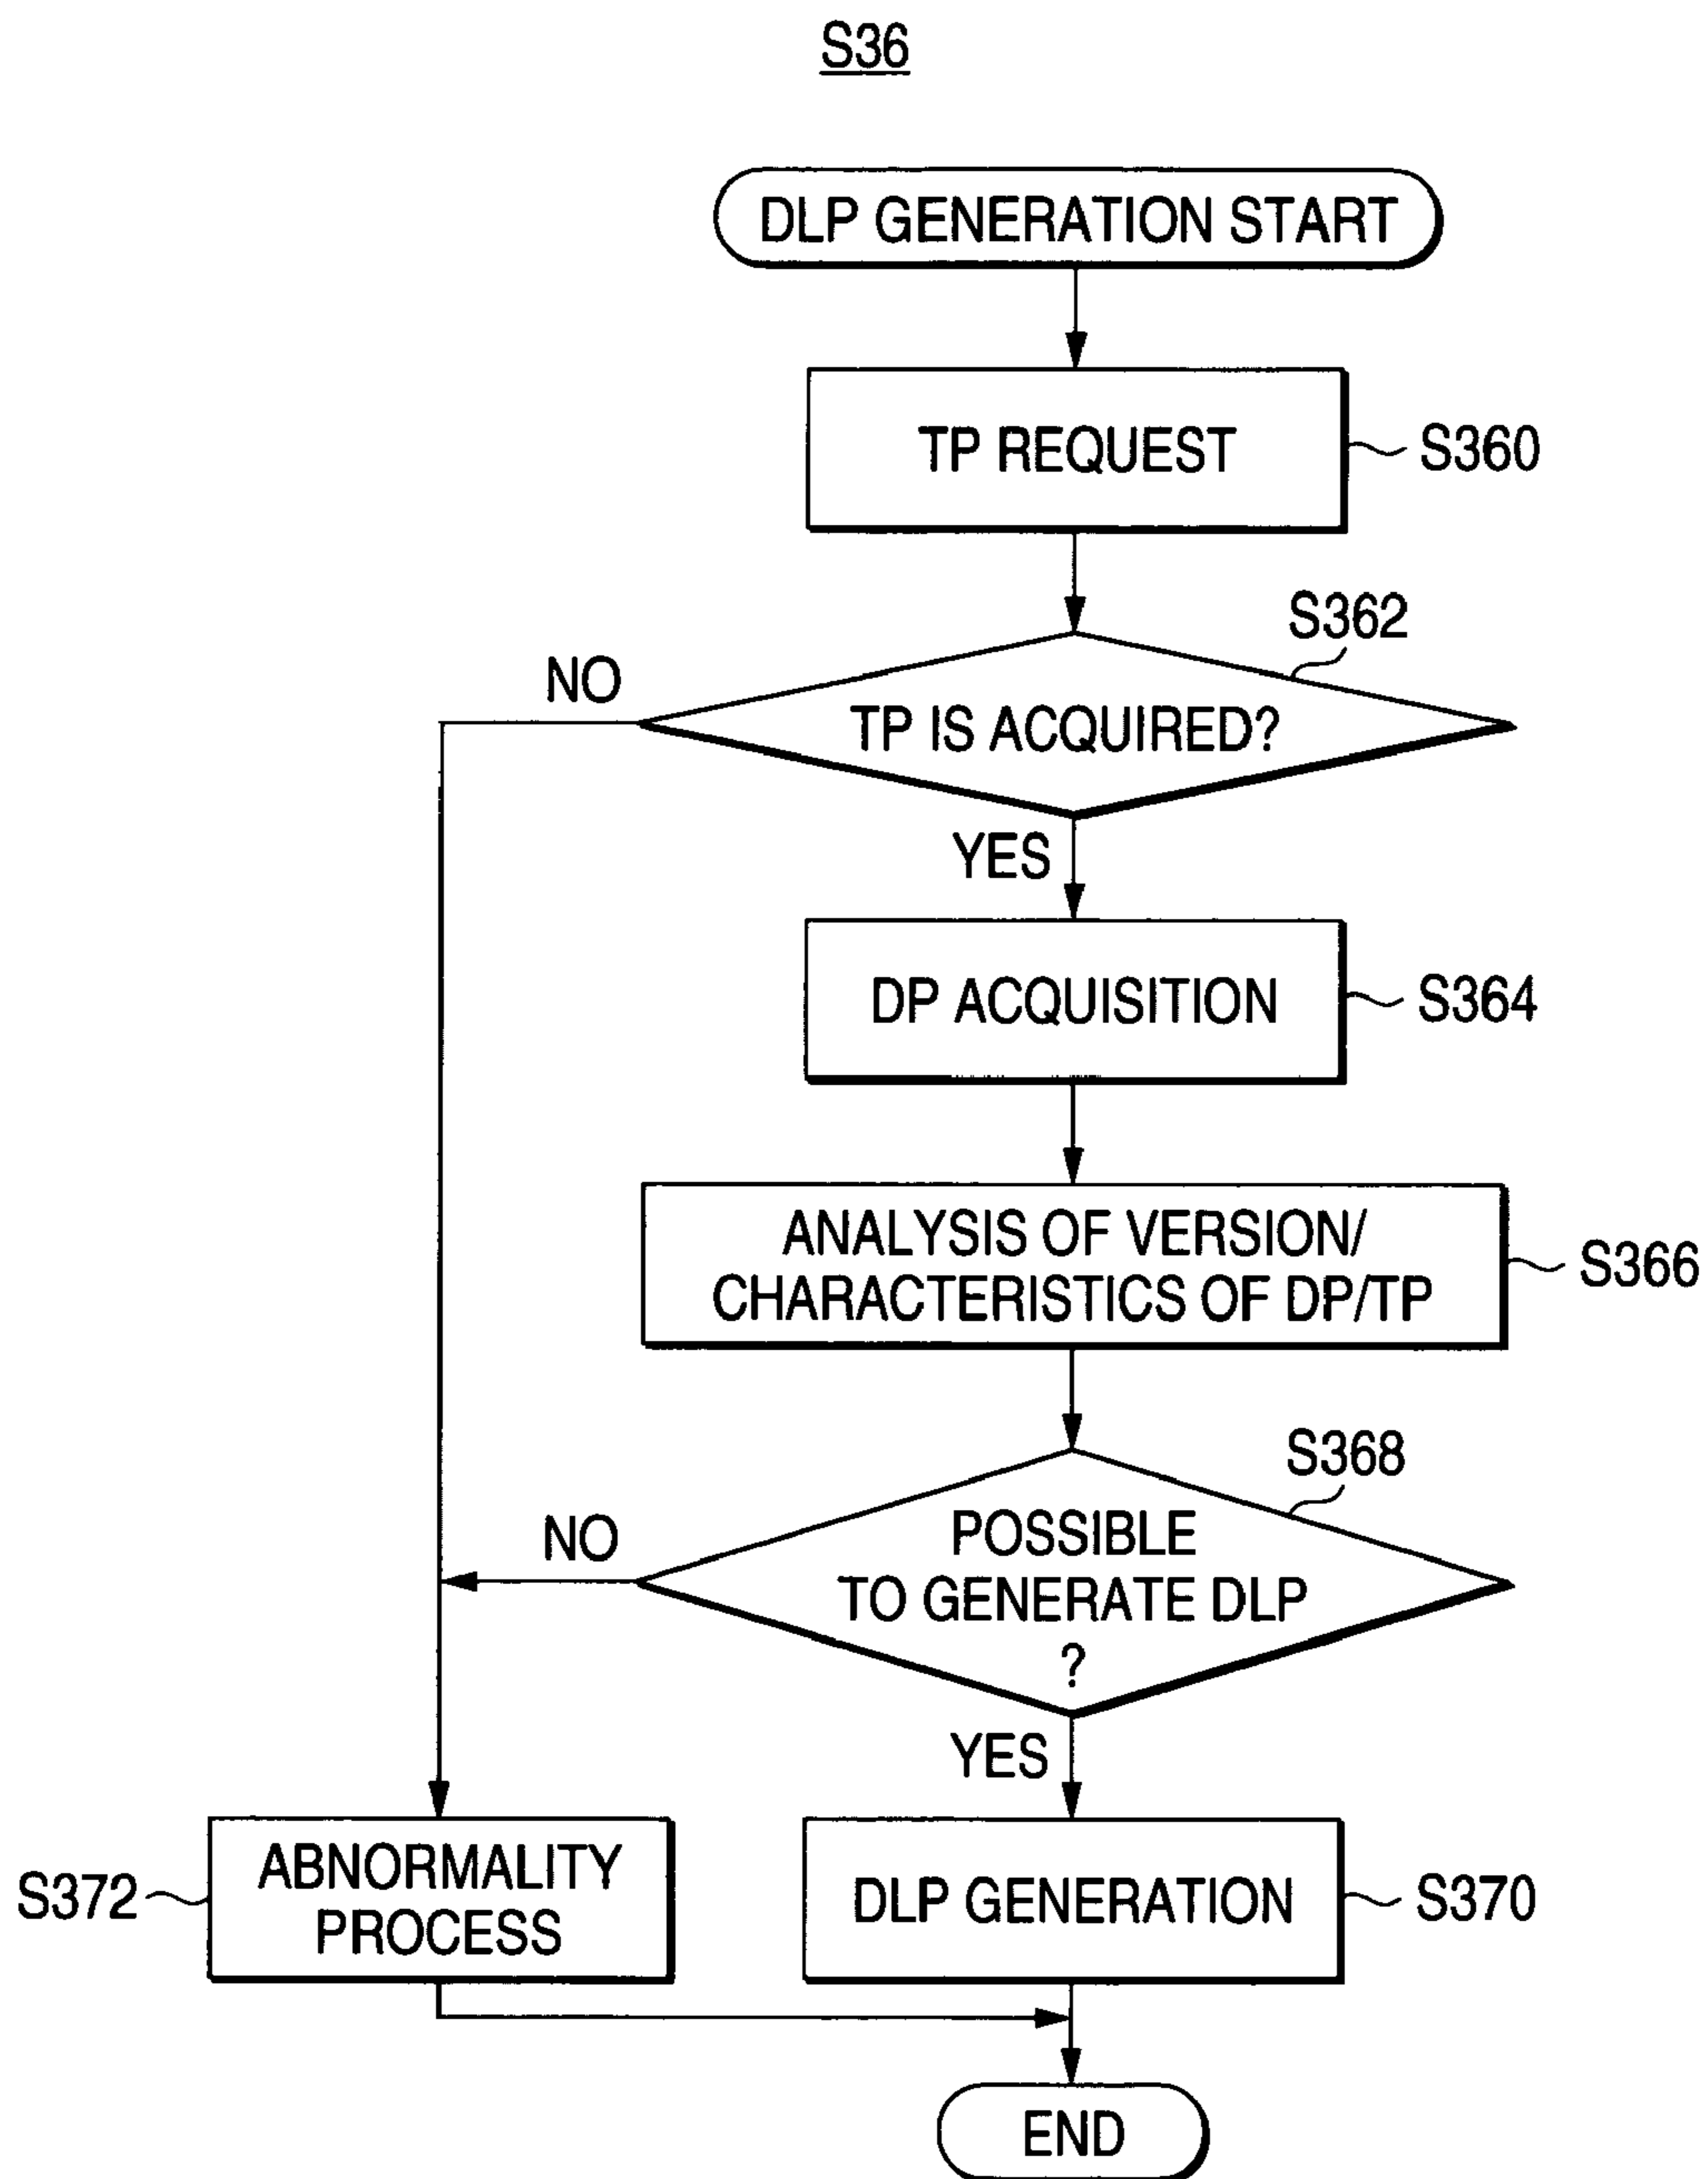 S36
DLP GENERATION START
TP REQUEST
S360
S362
NO
TP IS ACQUIRED?
YES
DP ACQUISITION
S364
ANALYSIS OF VERSION/
CHARACTERISTICS OF DP/TP
S366
S368
NO
POSSIBLE
TO GENERATE DLP
?
YES
S372
ABNORMALITY
PROCESS
DLP GENERATION
S370
END